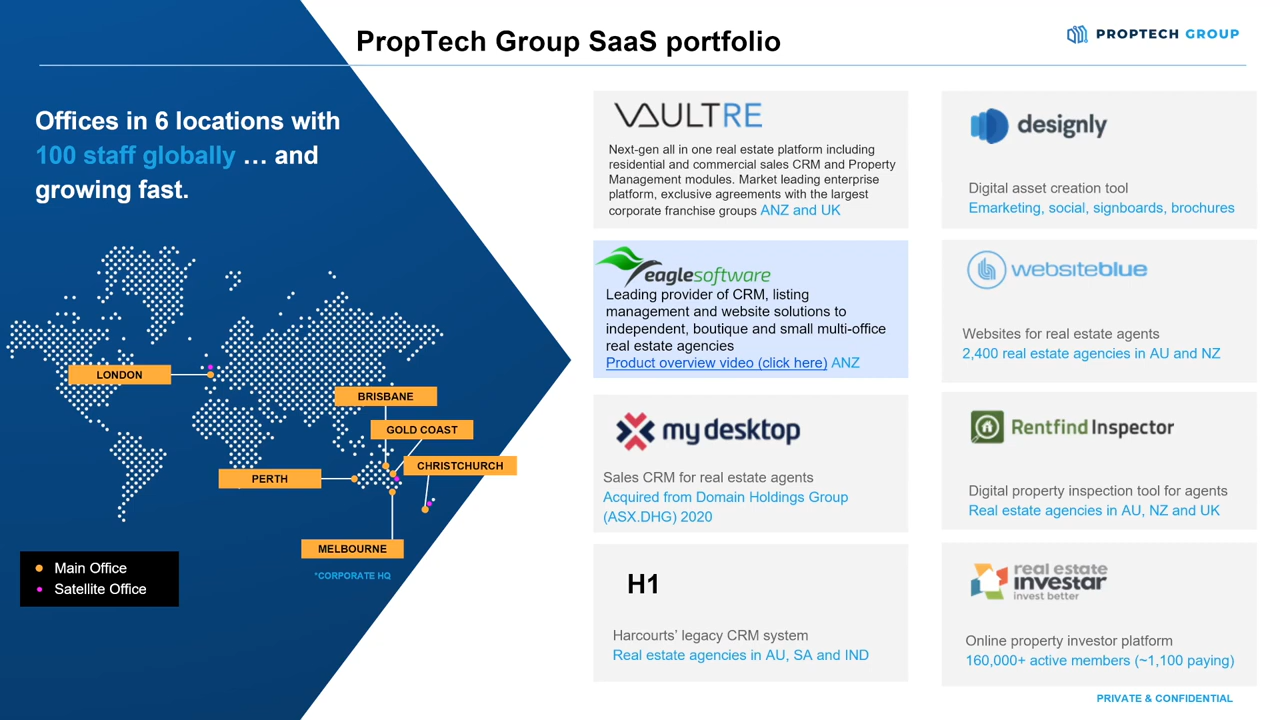 PropTech Group SaaS portfolio
PROPTECH GROUP
Offices in 6 locations with
100 staff globally ... and
growing fast.
LONDON
BRISBANE
GOLD COAST
CHRISTCHURCH
PERTH
MELBOURNE
*CORPORATE HQ
Main Office
Satellite Office
VAULTRE
Next-gen all in one real estate platform including
residential and commercial sales CRM and Property
Management modules. Market leading enterprise
platform, exclusive agreements with the largest
corporate franchise groups ANZ and UK
eaglesoftware
Leading provider of CRM, listing
management and website solutions to
independent, boutique and small multi-office
real estate agencies
Product overview video (click here) ANZ
my desktop
Sales CRM for real estate agents
Acquired from Domain Holdings Group
(ASX.DHG) 2020
H1
Harcourts' legacy CRM system
Real estate agencies in AU, SA and IND
designly
Digital asset creation tool
Emarketing, social, signboards, brochures
websiteblue
Websites for real estate agents
2,400 real estate agencies in AU and NZ
Rentfind Inspector
Digital property inspection tool for agents
Real estate agencies in AU, NZ and UK
real estate
investar
invest better
Online property investor platform
160,000+ active members (~1,100 paying)
PRIVATE & CONFIDENTIAL